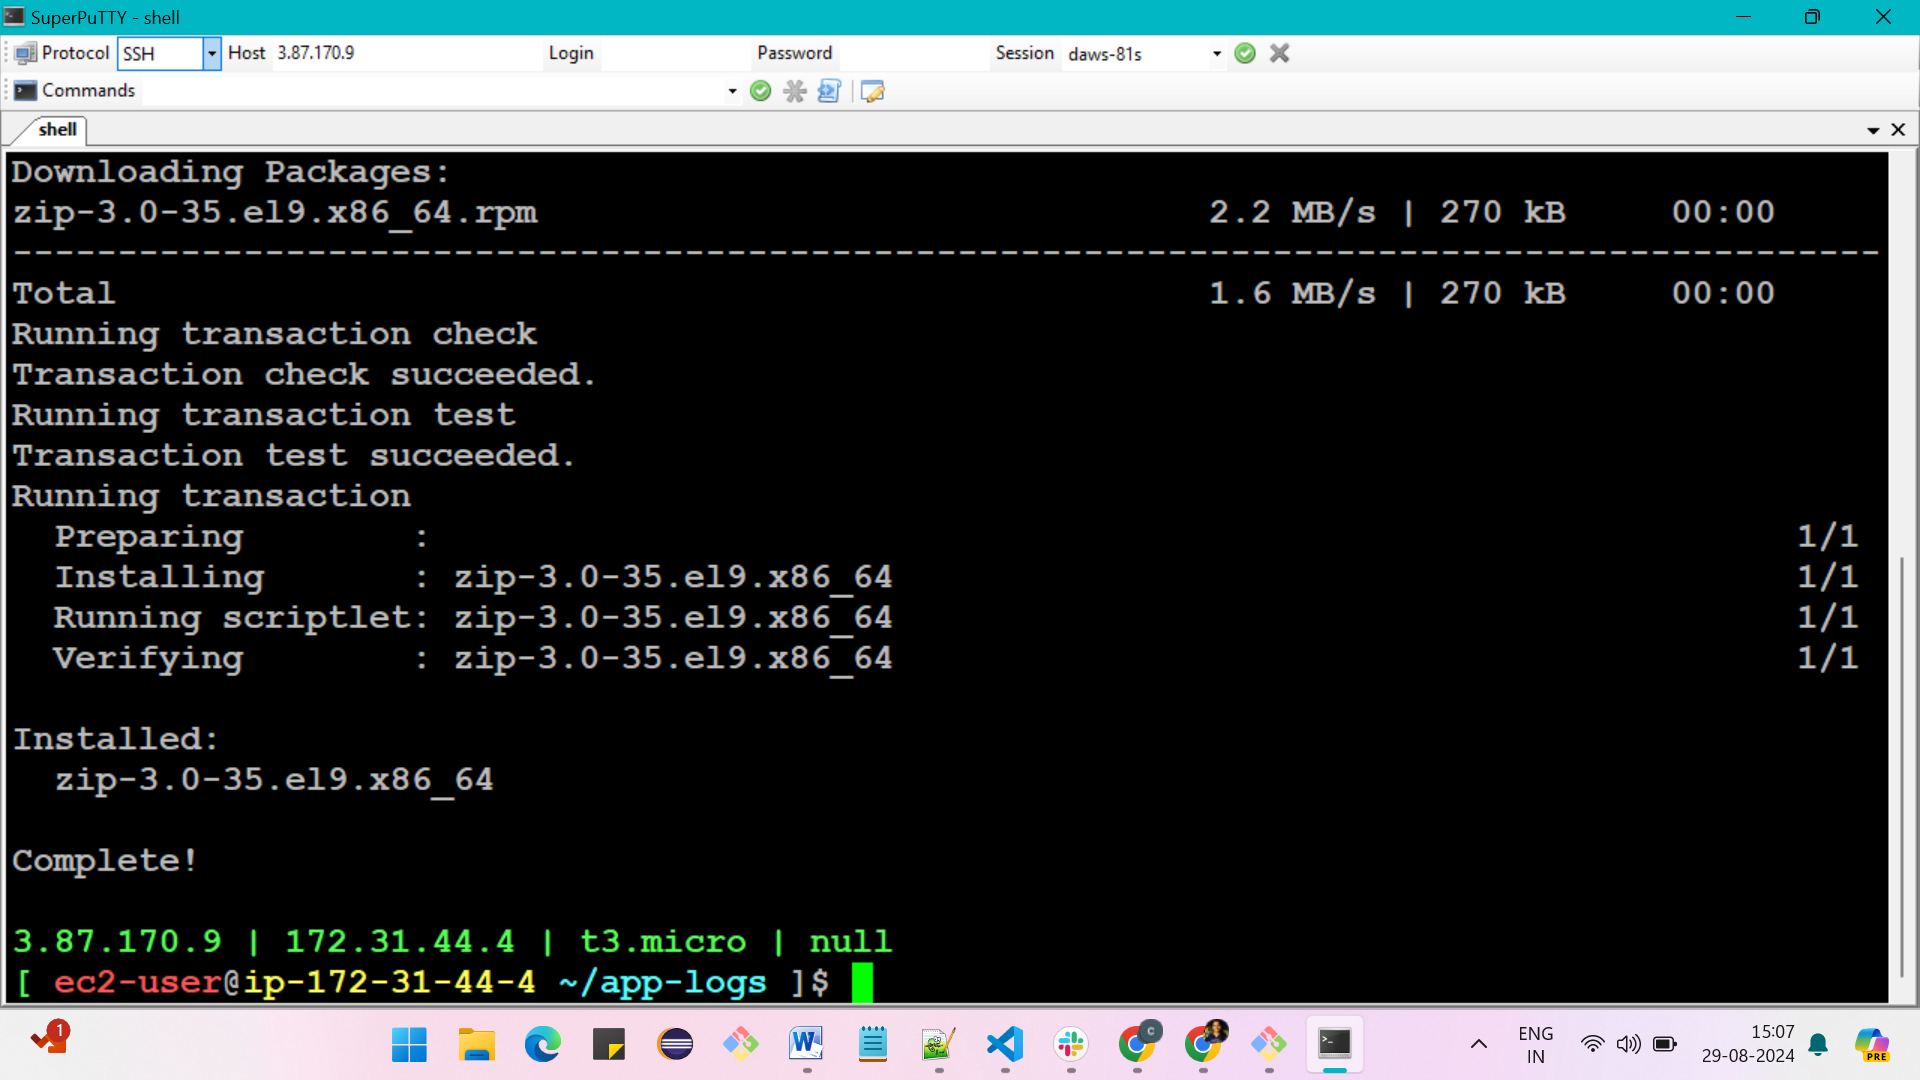 SuperPuTTY - shell
Protocol SSH Host 3.87.170.9 Login Password Session daws-81s
Commands
shell
Downloading Packages:
zip-3.0-35.el9.x86_64.rpm 2.2 MB/s | 270 kB 00:00
--------------------------------------------------------------------------------
Total 1.6 MB/s | 270 kB 00:00
Running transaction check
Transaction check succeeded.
Running transaction test
Transaction test succeeded.
Running transaction
Preparing : 1/1
Installing : zip-3.0-35.el9.x86_64 1/1
Running scriptlet: zip-3.0-35.el9.x86_64 1/1
Verifying : zip-3.0-35.el9.x86_64 1/1
Installed:
zip-3.0-35.el9.x86_64
Complete!
3.87.170.9 | 172.31.44.4 | t3.micro | null
[ ec2-user@ip-172-31-44-4 ~/app-logs ]$
1
W
C
ENG
IN
15:07
29-08-2024
PRE